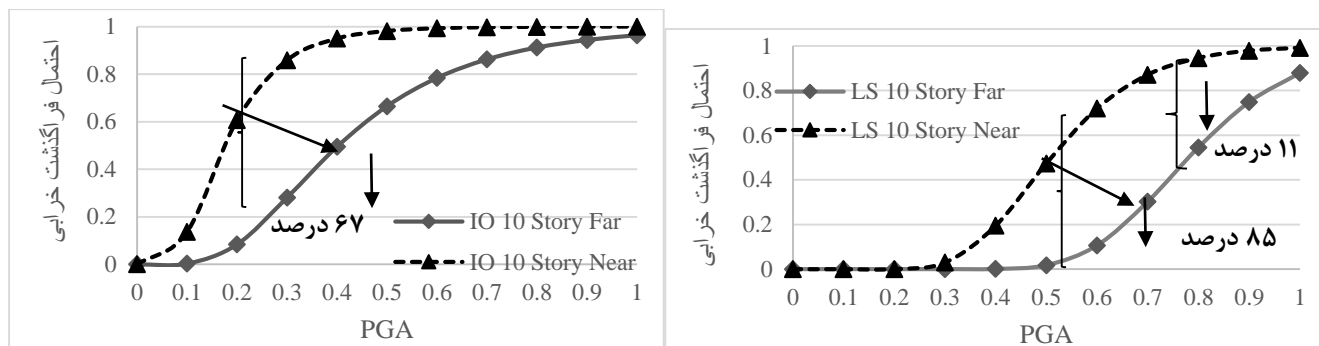 احتمال فراگذشت خرابی
1
0.8
0.6
0.4
0.2
0
۶۷ درصد
IO 10 Story Far
IO 10 Story Near
0 0.1 0.2 0.3 0.4 0.5 0.6 0.7 0.8 0.9 1
PGA
احتمال فراگذشت خرابی
1
0.8
0.6
0.4
0.2
0
LS 10 Story Far
LS 10 Story Near
۱۱ درصد
۸۵ درصد
0 0.1 0.2 0.3 0.4 0.5 0.6 0.7 0.8 0.9 1
PGA